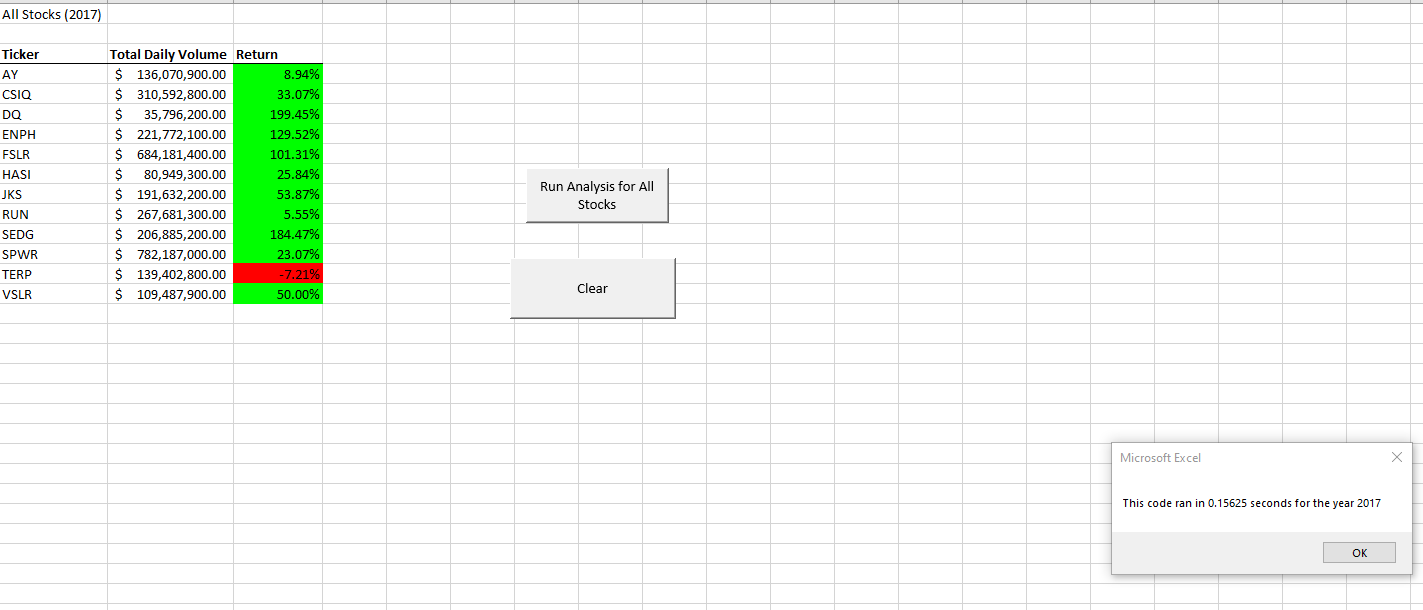 All Stocks (2017)
Ticker Total Daily Volume Return
AY $ 136,070,900.00 8.94%
CSIQ $ 310,592,800.00 33.07%
DQ $ 35,796,200.00 199.45%
ENPH $ 221,772,100.00 129.52%
FSLR $ 684,181,400.00 101.31%
HASI $ 80,949,300.00 25.84%
JKS $ 191,632,200.00 53.87%
RUN $ 267,681,300.00 5.55%
SEDG $ 206,885,200.00 184.47%
SPWR $ 782,187,000.00 23.07%
TERP $ 139,402,800.00 -7.21%
VSLR $ 109,487,900.00 50.00%
Run Analysis for All
Stocks
Clear
Microsoft Excel
This code ran in 0.15625 seconds for the year 2017
OK